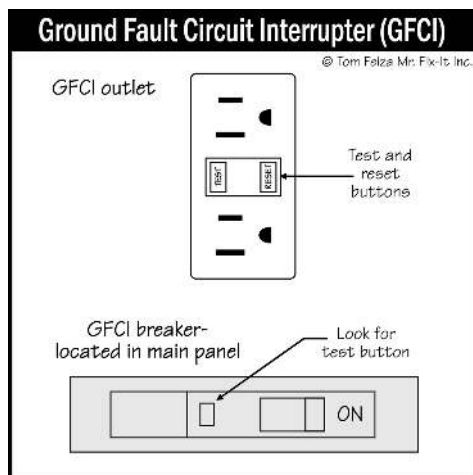 Ground Fault Circuit Interrupter (GFCI)
© Tom Feiza Mr. Fix-It Inc.
GFCI outlet
TEST
RESET
Test and
reset
buttons
GFCI breaker-
located in main panel
Look for
test button
ON